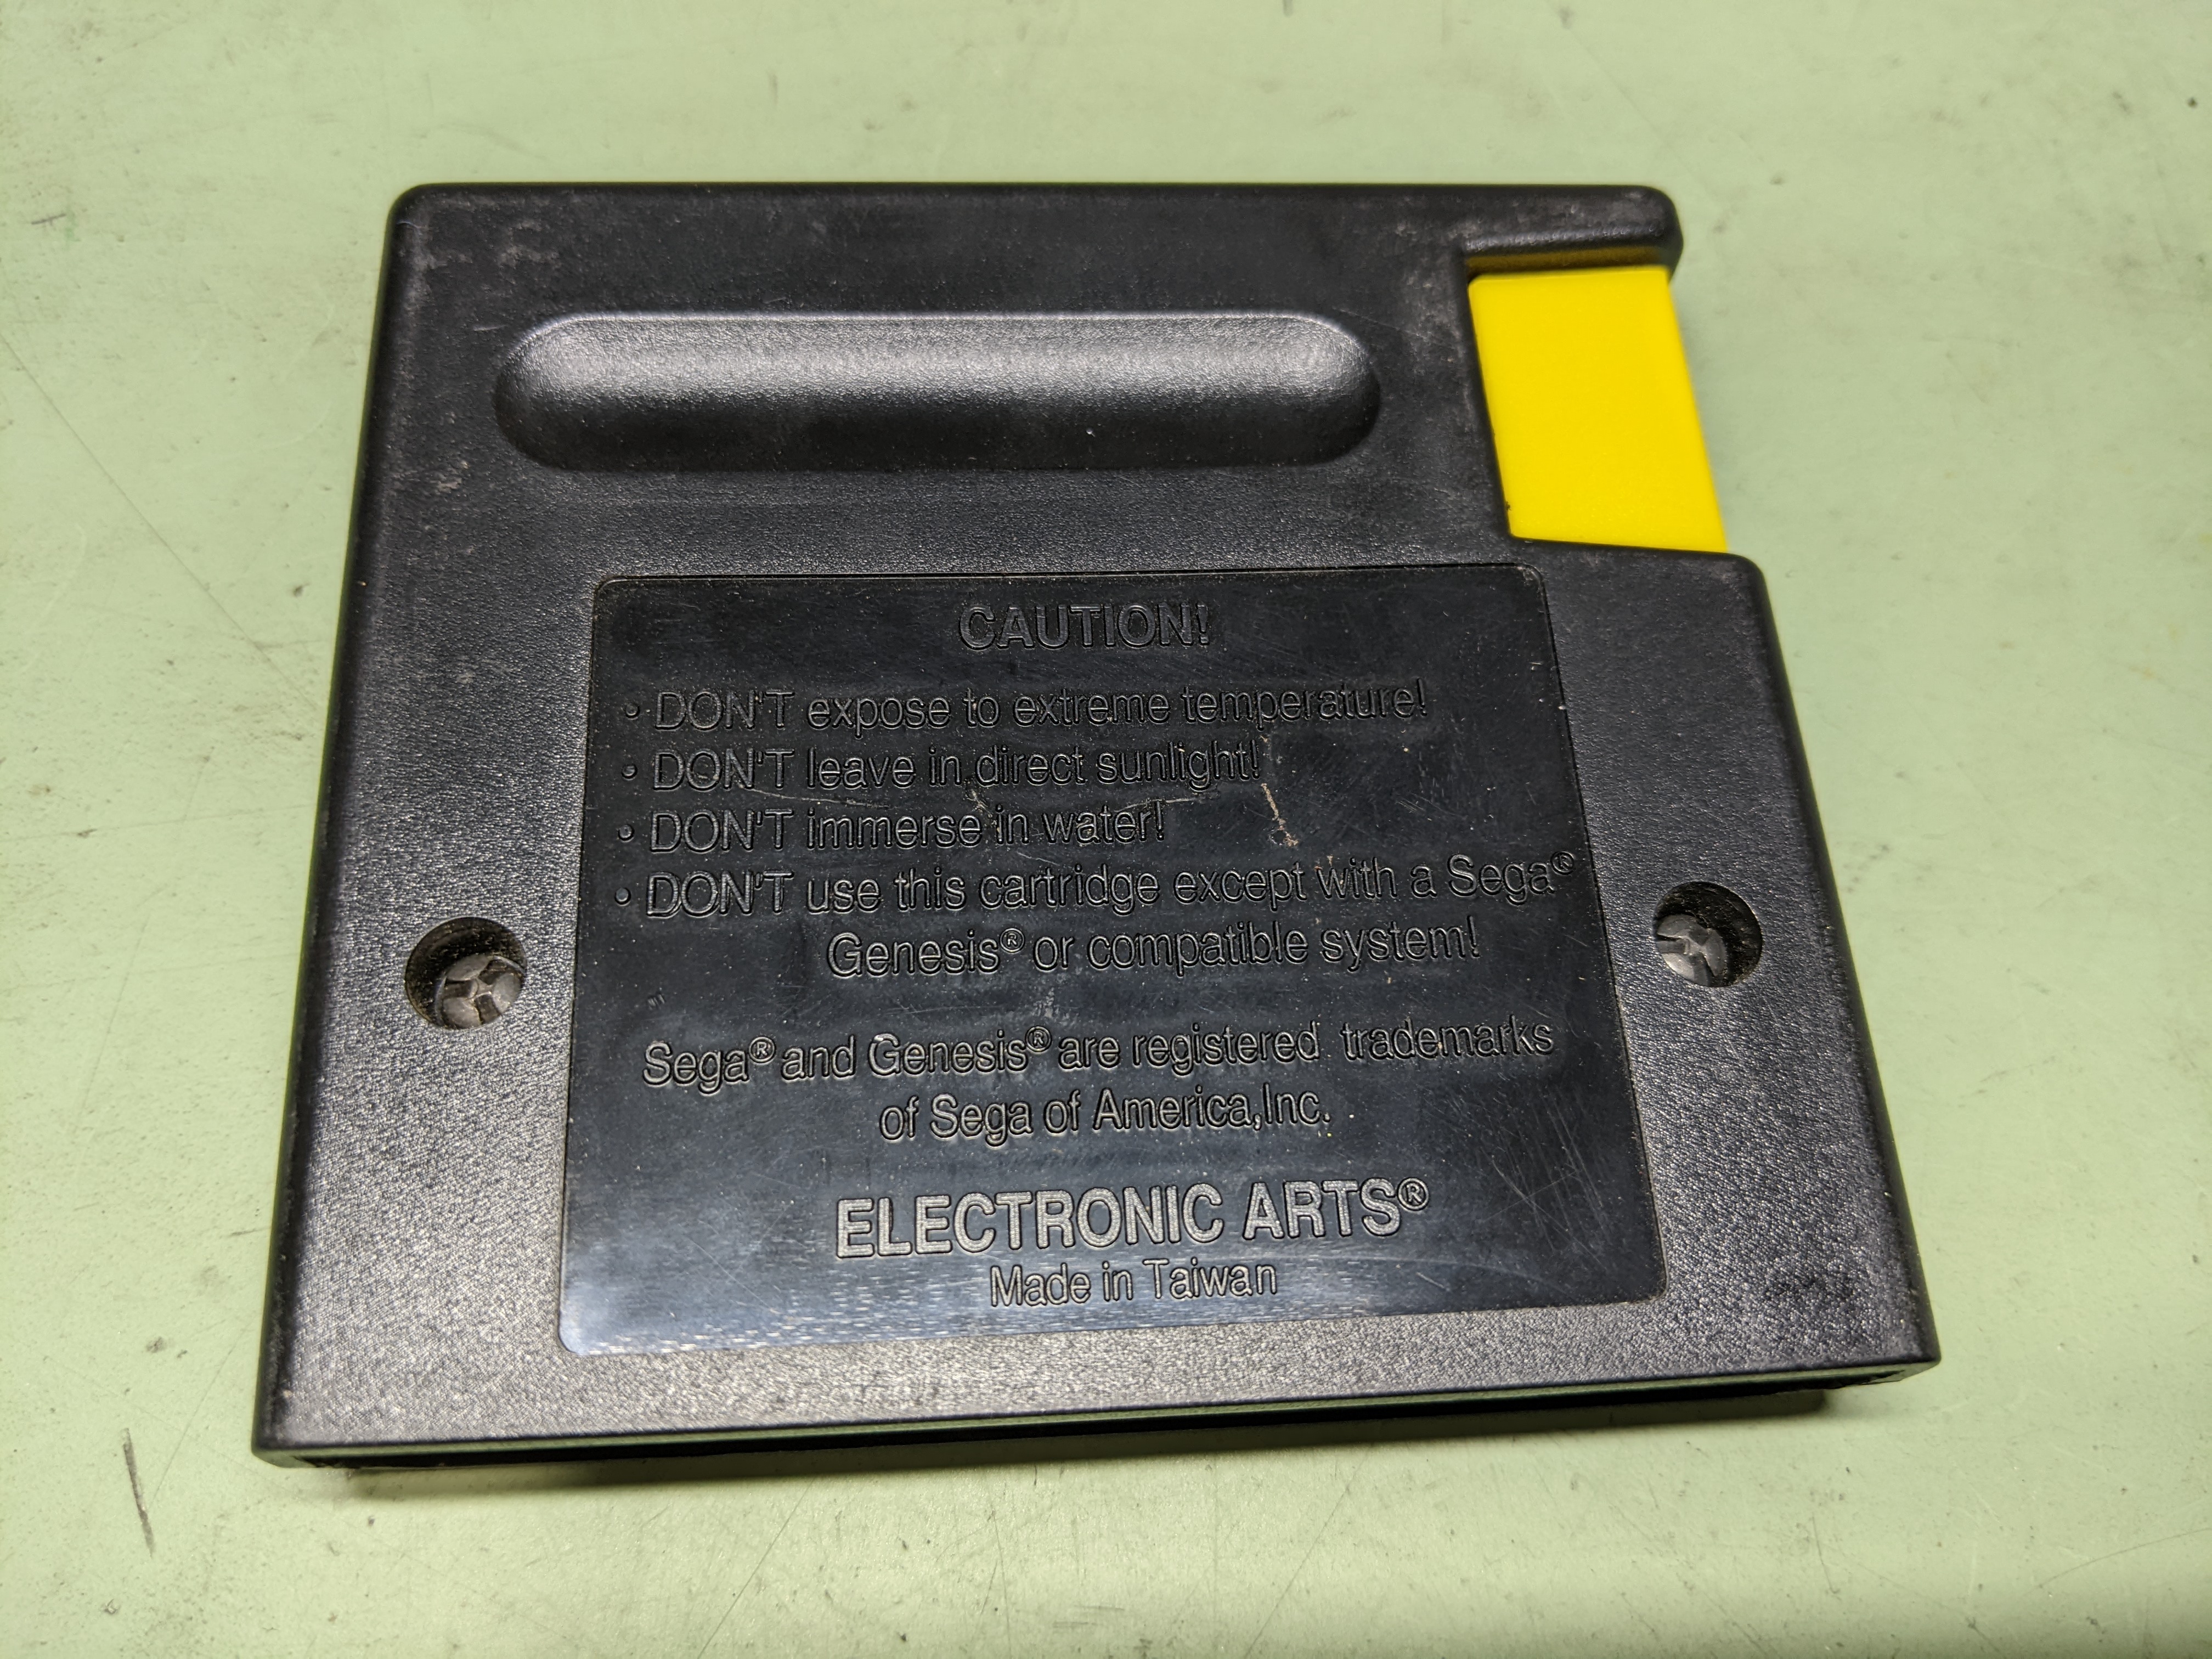 CAUTION!
• DON'T expose to extreme temperature!
• DON'T leave in direct sunlight!
• DON'T immerse in water!
• DON'T use this cartridge except with a Sega®
Genesis® or compatible system!
Sega® and Genesis® are registered trademarks
of Sega of America,Inc.
ELECTRONIC ARTS®
Made in Taiwan